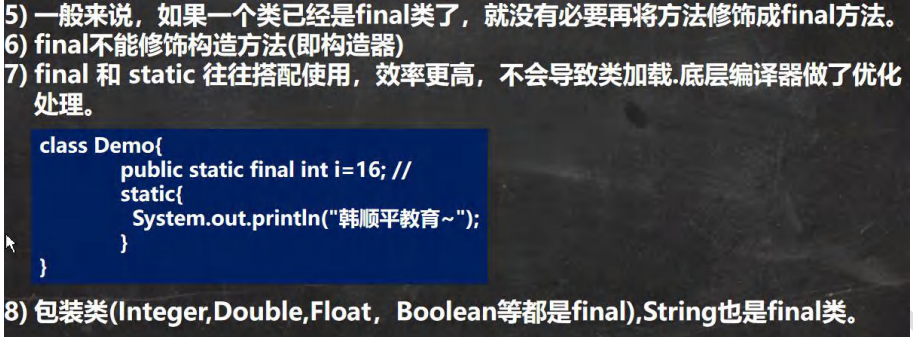 5) 一般来说，如果一个类已经是final类了，就没有必要再将方法修饰成final方法。
6) final不能修饰构造方法(即构造器)
7) final 和 static 往往搭配使用，效率更高，不会导致类加载.底层编译器做了优化
处理。
class Demo{
public static final int i=16; //
static{
System.out.println("韩顺平教育~");
}
}
8) 包装类(Integer,Double,Float，Boolean等都是final),String也是final类。